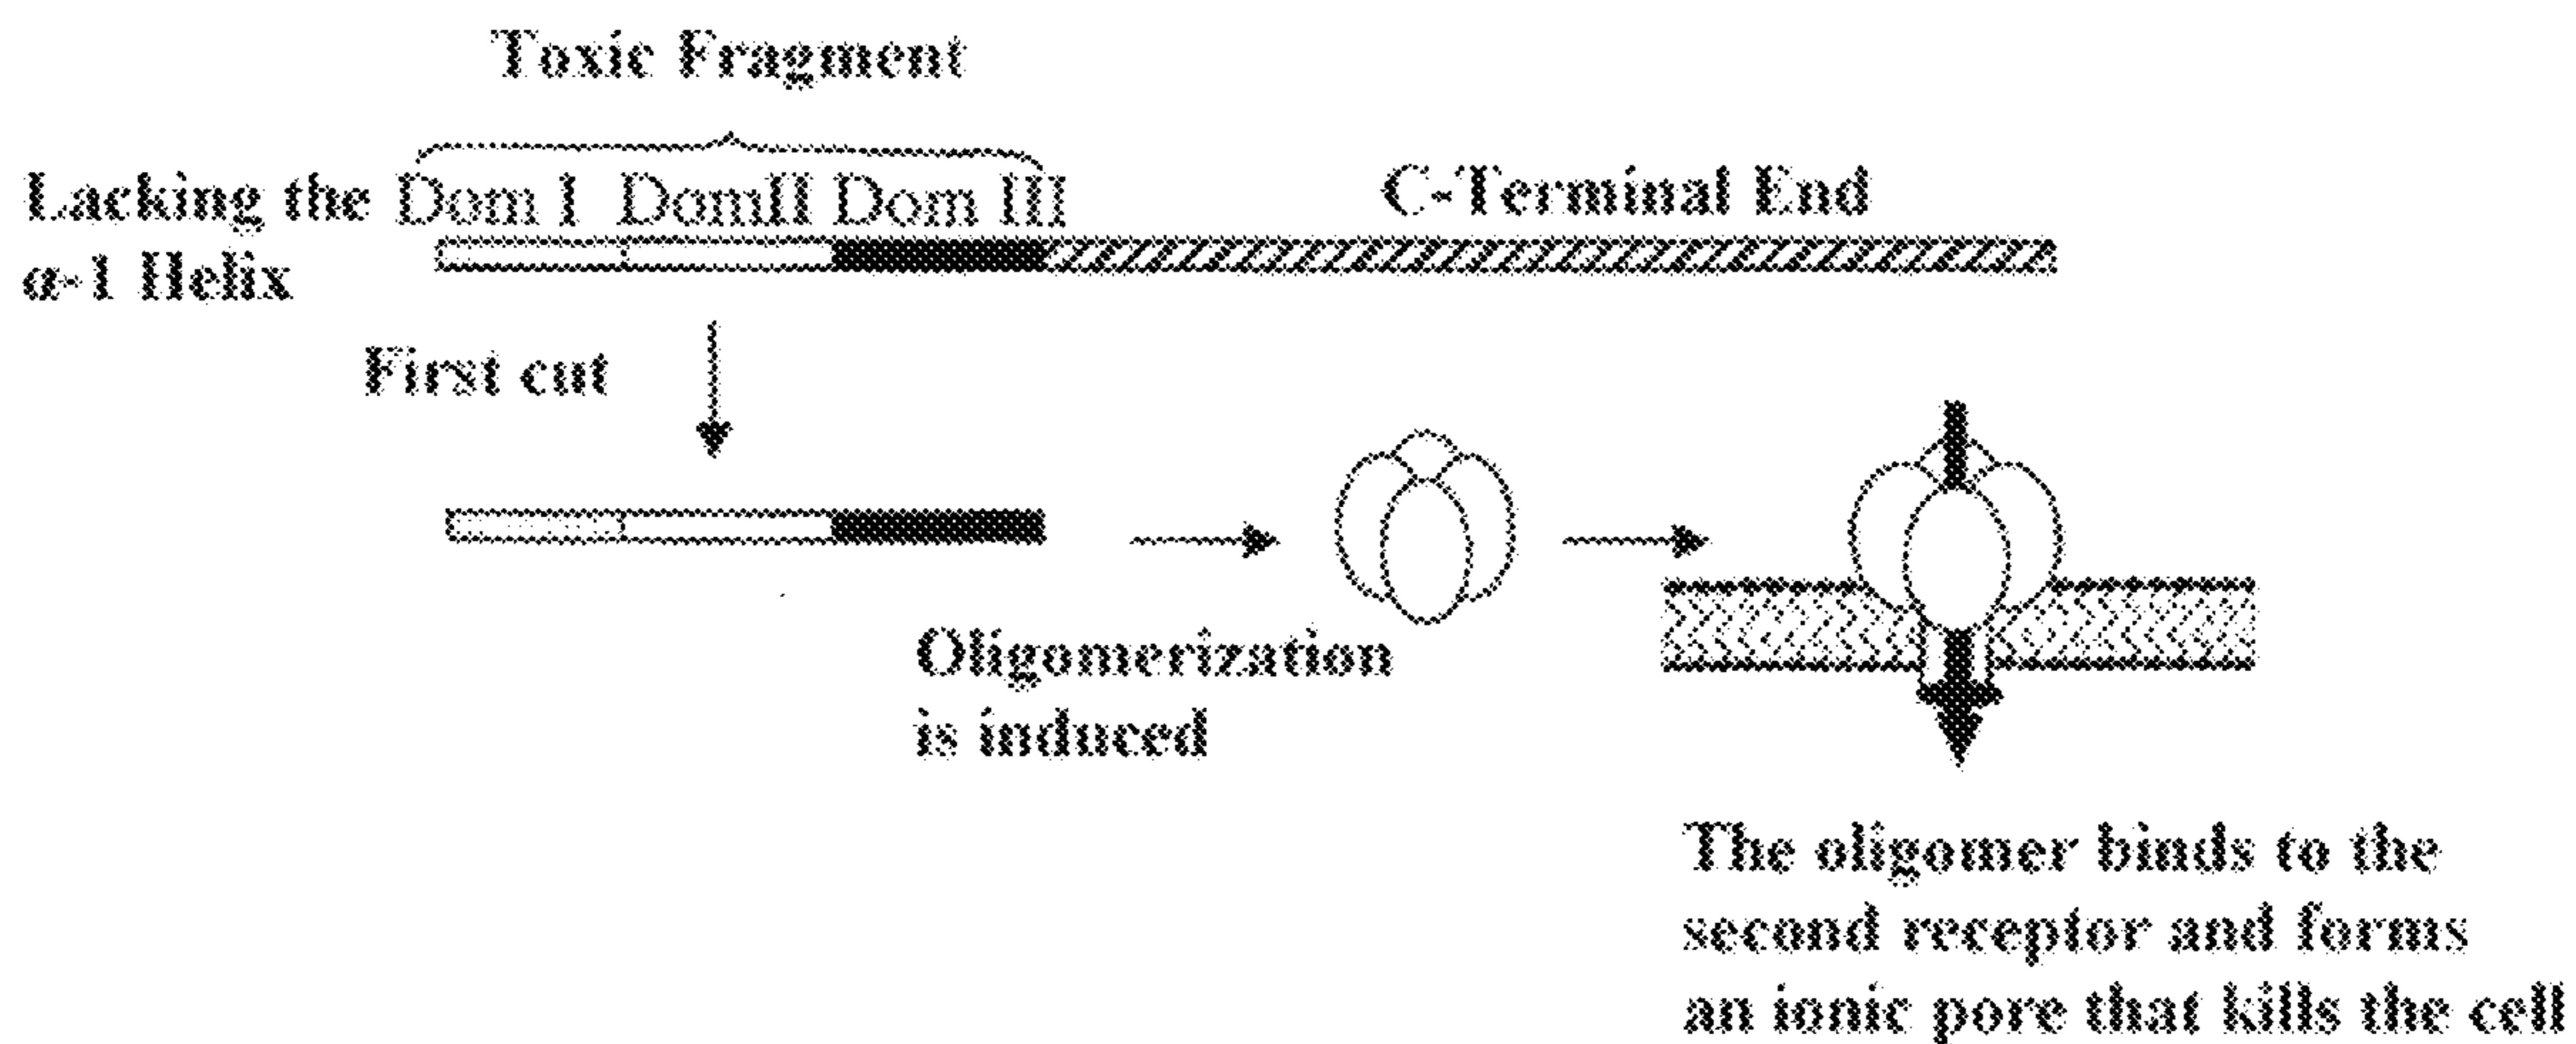 Toxic Fragment
Lacking the Dom I DomII Dom III
α-1 Helix
C-Terminal End
First cut
Oligomerization
is induced
The oligomer binds to the
second receptor and forms
an ionic pore that kills the cell